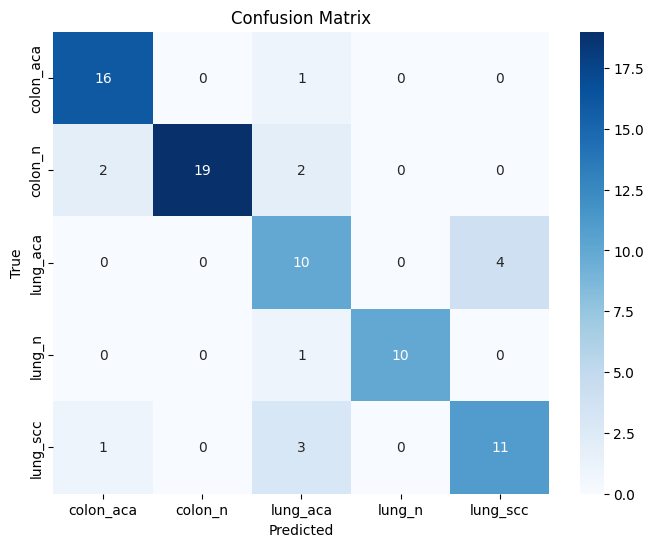 Confusion Matrix
True
colon_aca 16 0 1 0 0
colon_n 2 19 2 0 0
lung_aca 0 0 10 0 4
lung_n 0 0 1 10 0
lung_scc 1 0 3 0 11
colon_aca colon_n lung_aca lung_n lung_scc
Predicted
17.5
15.0
12.5
10.0
7.5
5.0
2.5
0.0